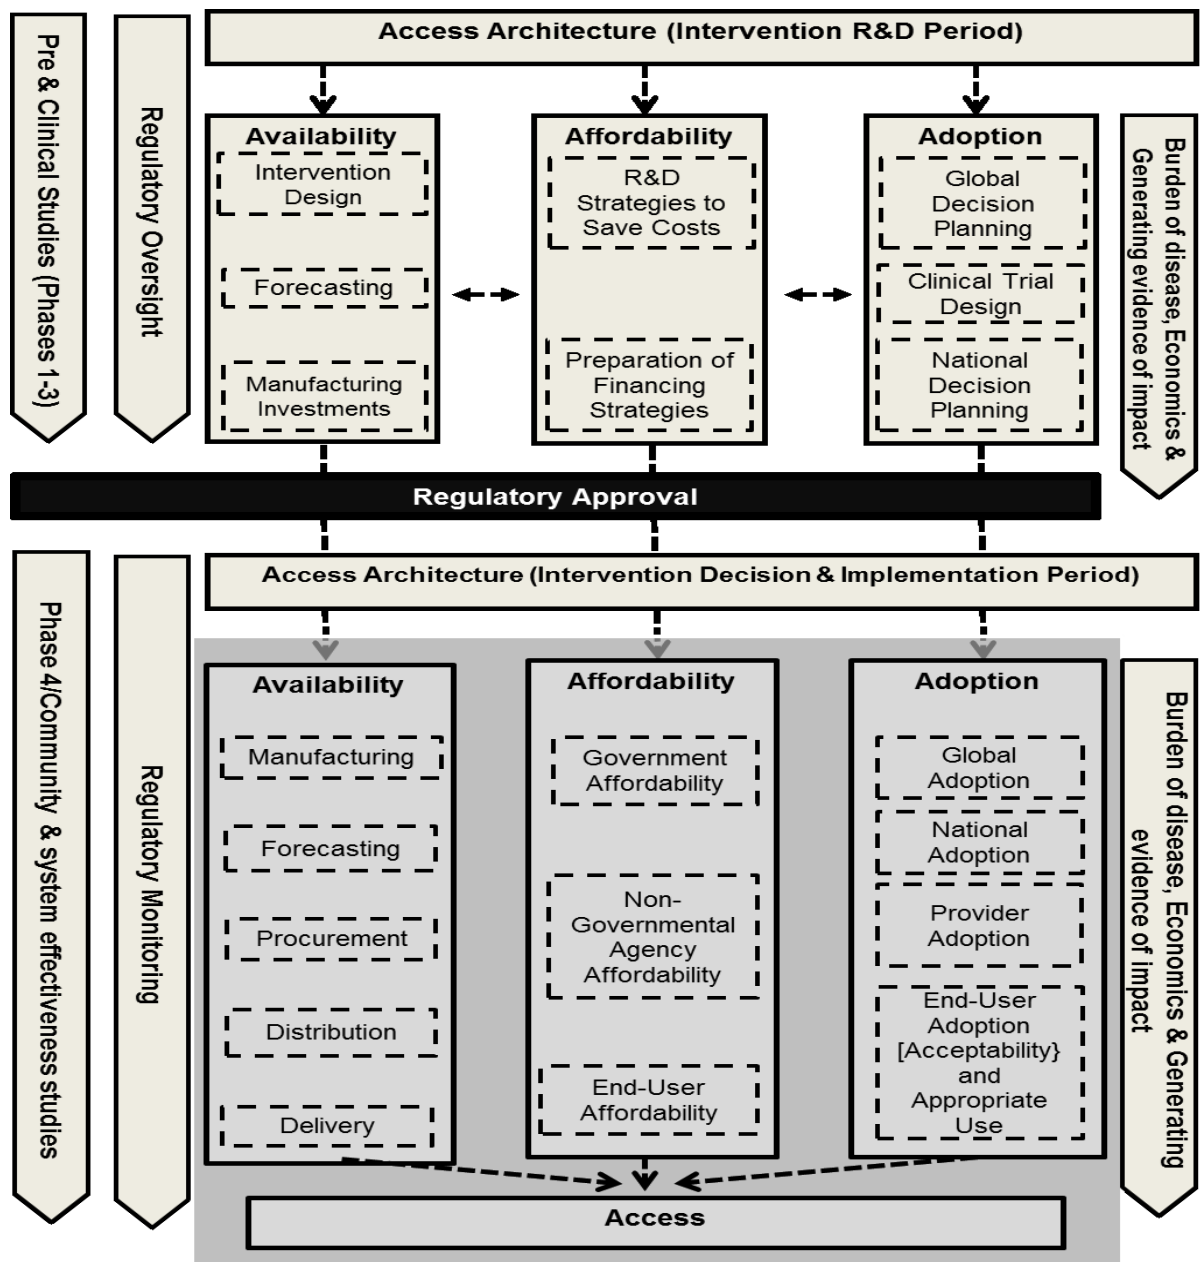 Access Architecture (Intervention R&D Period)
Pre & Clinical Studies (Phases 1-3)
Regulatory Oversight
Availability
Intervention
Design
Forecasting
Manufacturing
Investments
Affordability
R&D
Strategies to
Save Costs
Preparation of
Financing
Strategies
Adoption
Global
Decision
Planning
Clinical Trial
Design
National
Decision
Planning
Burden of disease, Economics &
Generating evidence of impact
Regulatory Approval
Access Architecture (Intervention Decision & Implementation Period)
Phase 4/Community & system effectiveness studies
Regulatory Monitoring
Availability
Manufacturing
Forecasting
Procurement
Distribution
Delivery
Affordability
Government
Affordability
Non-
Governmental
Agency
Affordability
End-User
Affordability
Adoption
Global
Adoption
National
Adoption
Provider
Adoption
End-User
Adoption
[Acceptability}
and
Appropriate
Use
Burden of disease, Economics & Generating
evidence of impact
Access